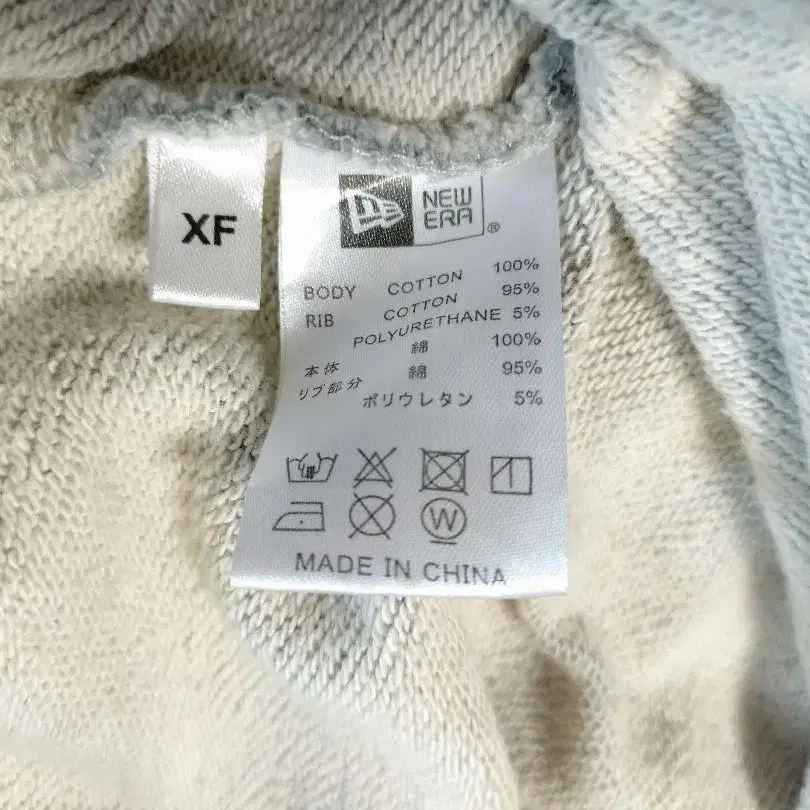 XF
NEW
ERA
®
BODY COTTON 100%
RIB COTTON 95%
POLYURETHANE 5%
本体 綿 100%
リブ部分 綿 95%
ポリウレタン 5%
W
MADE IN CHINA